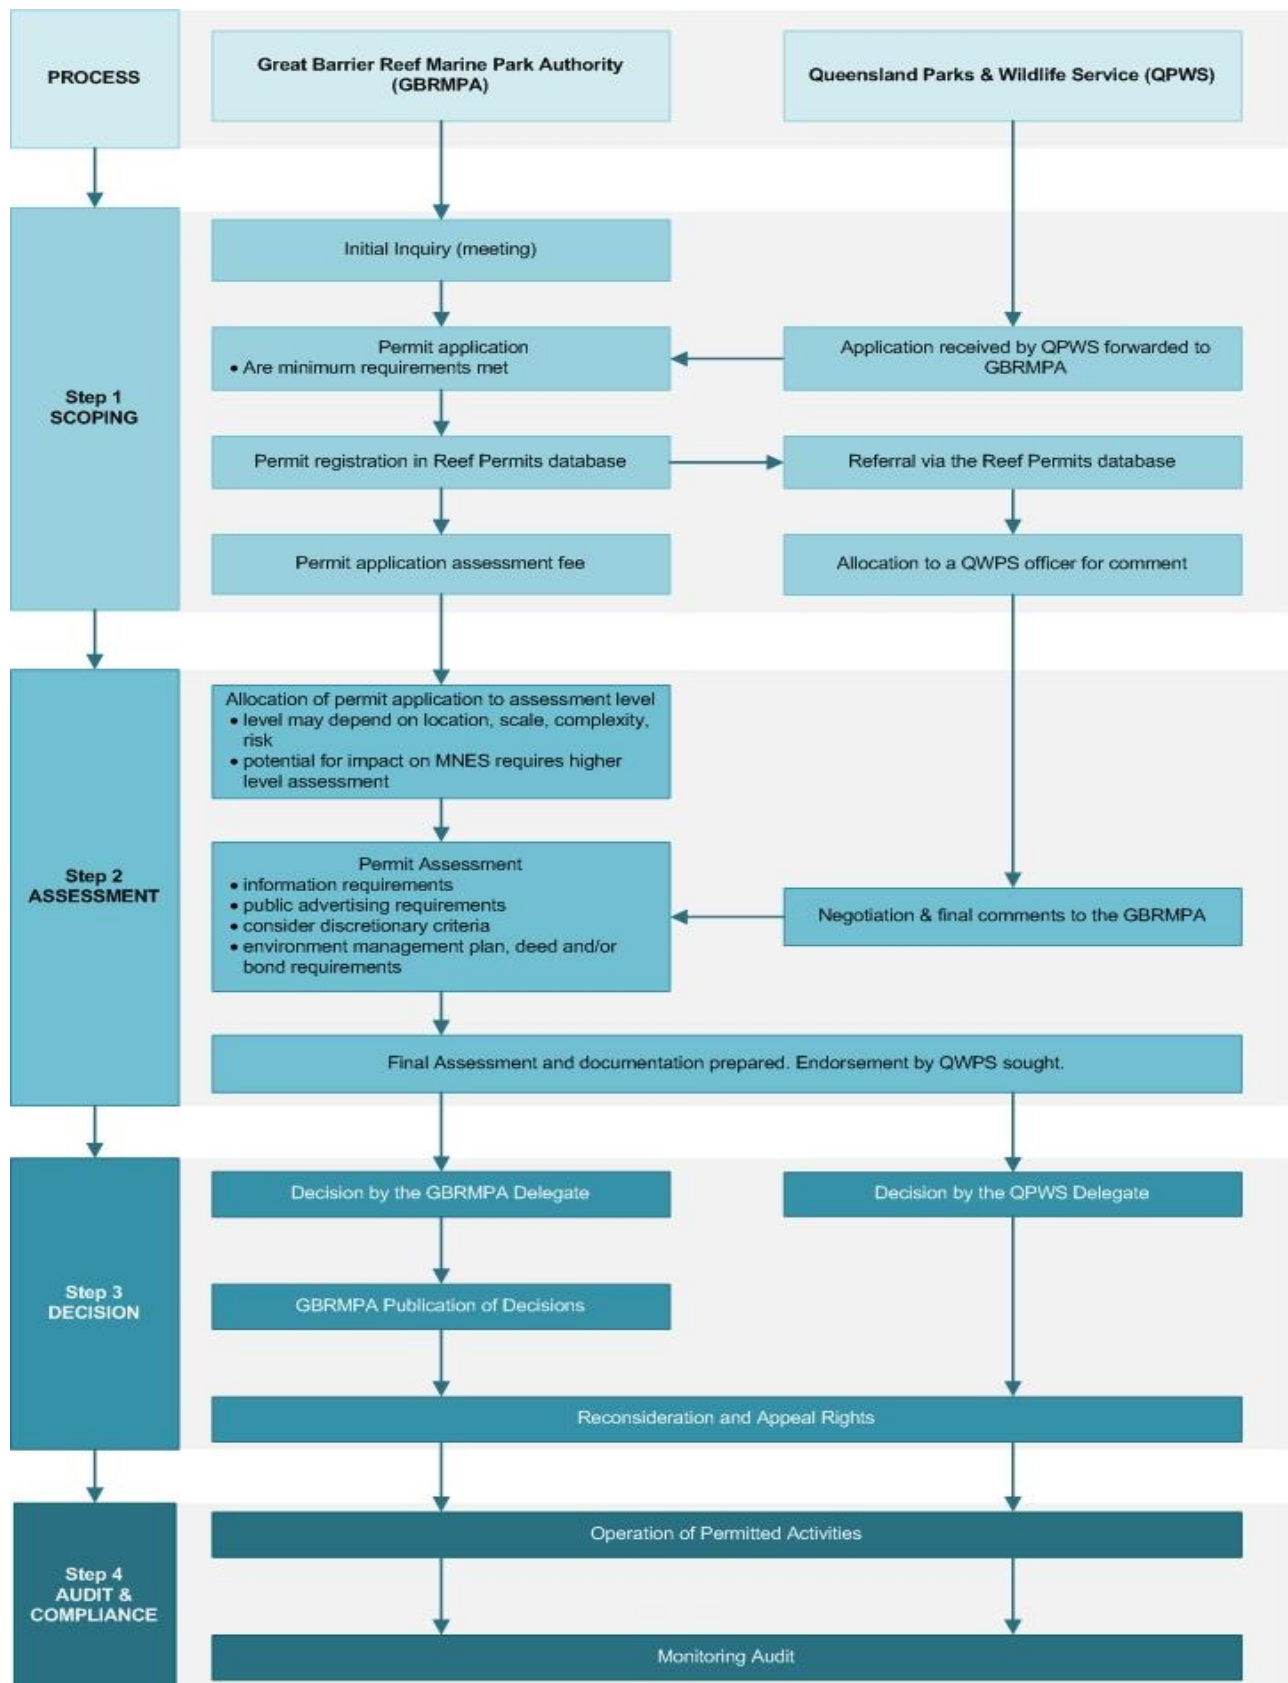 PROCESS
Great Barrier Reef Marine Park Authority
(GBRMPA)
Queensland Parks & Wildlife Service (QPWS)
Step 1
SCOPING
Initial Inquiry (meeting)
Permit application
• Are minimum requirements met
Application received by QPWS forwarded to
GBRMPA
Permit registration in Reef Permits database
Referral via the Reef Permits database
Permit application assessment fee
Allocation to a QWPS officer for comment
Step 2
ASSESSMENT
Allocation of permit application to assessment level
• level may depend on location, scale, complexity,
risk
• potential for impact on MNES requires higher
level assessment
Permit Assessment
• information requirements
• public advertising requirements
• consider discretionary criteria
• environment management plan, deed and/or
bond requirements
Negotiation & final comments to the GBRMPA
Final Assessment and documentation prepared. Endorsement by QWPS sought.
Step 3
DECISION
Decision by the GBRMPA Delegate
Decision by the QPWS Delegate
GBRMPA Publication of Decisions
Reconsideration and Appeal Rights
Step 4
AUDIT &
COMPLIANCE
Operation of Permitted Activities
Monitoring Audit